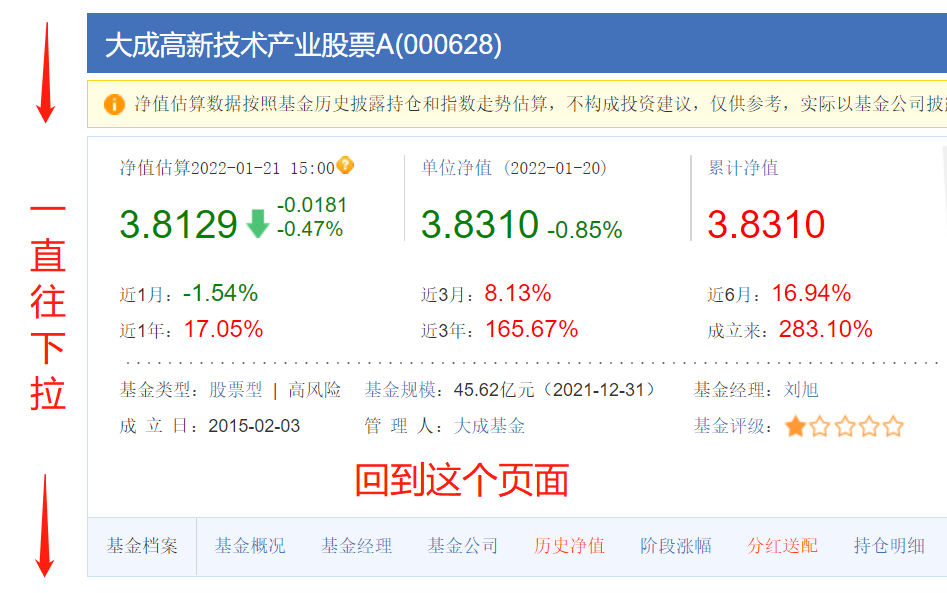 大成高新技术产业股票A(000628)
净值估算数据按照基金历史披露持仓和指数走势估算，不构成投资建议，仅供参考，实际以基金公司披
净值估算2022-01-21 15:00
单位净值 (2022-01-20)
累计净值
3.8129
-0.0181
-0.47%
3.8310 -0.85%
3.8310
近1月：-1.54%
近3月：8.13%
近6月：16.94%
近1年：17.05%
近3年：165.67%
成立来：283.10%
基金类型：股票型 | 高风险
基金规模：45.62亿元（2021-12-31）
基金经理：刘旭
成 立 日：2015-02-03
管 理 人：大成基金
基金评级：
一直往下拉
回到这个页面
基金档案
基金概况
基金经理
基金公司
历史净值
阶段涨幅
分红送配
持仓明细